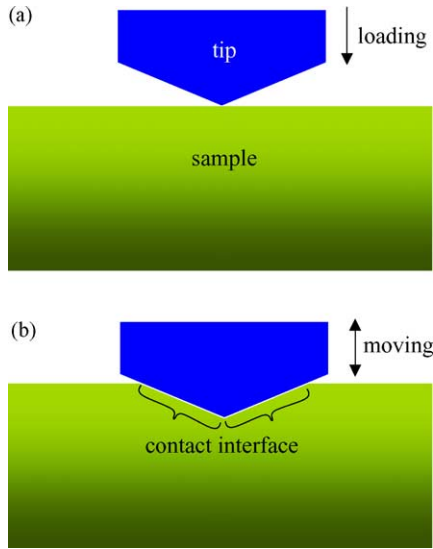 (a)
tip
loading
sample
(b)
moving
contact interface